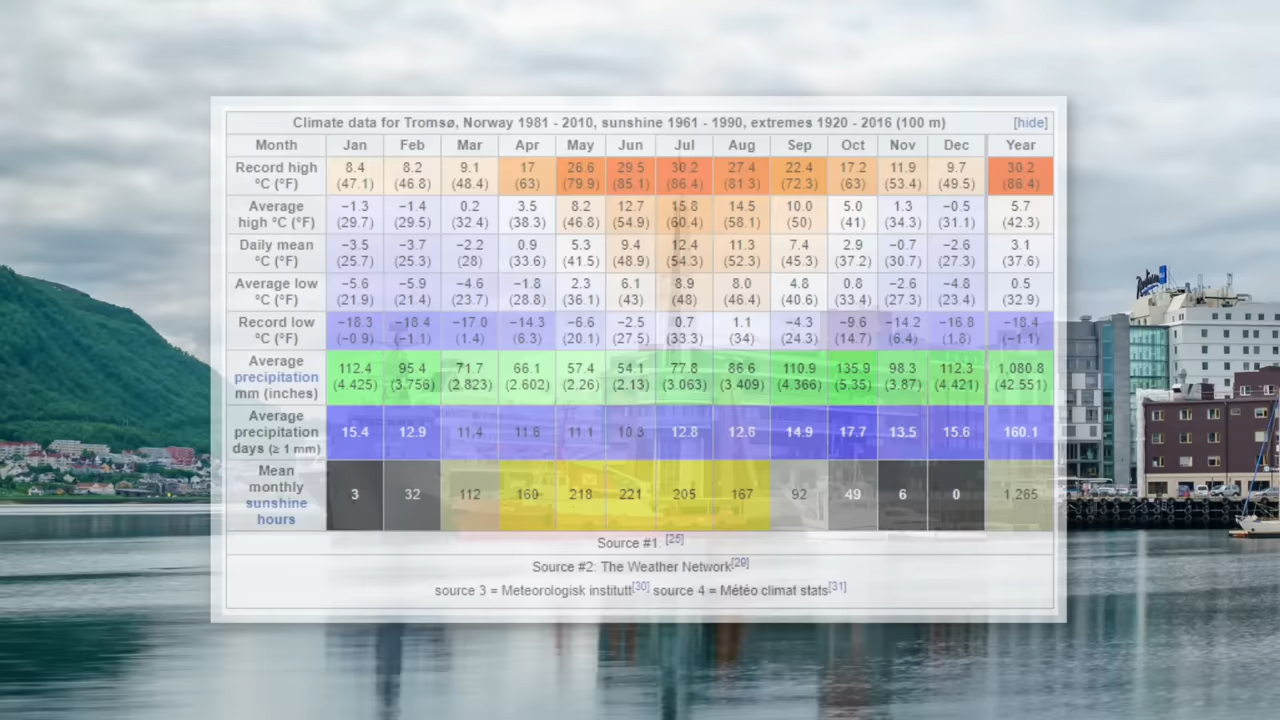 Climate data for Tromsø, Norway 1981 - 2010, sunshine 1961 - 1990, extremes 1920 - 2016 (100 m) [hide]
Month Jan Feb Mar Apr May Jun Jul Aug Sep Oct Nov Dec Year
Record high 8.4 8.2 9.1 17 26.6 29.5 30.2 27.4 22.4 17.2 11.9 9.7 30.2
°C (°F) (47.1) (46.8) (48.4) (63) (79.9) (85.1) (86.4) (81.3) (72.3) (63) (53.4) (49.5) (86.4)
Average −1.3 −1.4 0.2 3.5 8.2 12.7 15.8 14.5 10.0 5.0 1.3 −0.5 5.7
high °C (°F) (29.7) (29.5) (32.4) (38.3) (46.8) (54.9) (60.4) (58.1) (50) (41) (34.3) (31.1) (42.3)
Daily mean −3.5 −3.7 −2.2 0.9 5.3 9.4 12.4 11.3 7.4 2.9 −0.7 −2.6 3.1
°C (°F) (25.7) (25.3) (28) (33.6) (41.5) (48.9) (54.3) (52.3) (45.3) (37.2) (30.7) (27.3) (37.6)
Average low −5.6 −5.9 −4.6 −1.8 2.3 6.1 8.9 8.0 4.8 0.8 −2.6 −4.8 0.5
°C (°F) (21.9) (21.4) (23.7) (28.8) (36.1) (43) (48) (46.4) (40.6) (33.4) (27.3) (23.4) (32.9)
Record low −18.3 −18.4 −17.0 −14.3 −6.6 −2.5 0.7 1.1 −4.3 −9.6 −14.2 −16.8 −18.4
°C (°F) (−0.9) (−1.1) (1.4) (6.3) (20.1) (27.5) (33.3) (34) (24.3) (14.7) (6.4) (1.8) (−1.1)
Average
precipitation
mm (inches)
112.4 95.4 71.7 66.1 57.4 54.1 77.8 86.6 110.9 135.9 98.3 112.3 1,080.8
(4.425) (3.756) (2.823) (2.602) (2.26) (2.13) (3.063) (3.409) (4.366) (5.35) (3.87) (4.421) (42.551)
Average
precipitation
days (≥ 1 mm)
15.4 12.9 11.4 11.6 11.1 10.3 12.8 12.6 14.9 17.7 13.5 15.6 160.1
Mean
monthly
sunshine
hours
3 32 112 160 218 221 205 167 92 49 6 0 1,265
Source #1: [25]
Source #2: The Weather Network[29]
source 3 = Meteorologisk institutt[30] source 4 = Météo climat stats[31]
Radisson